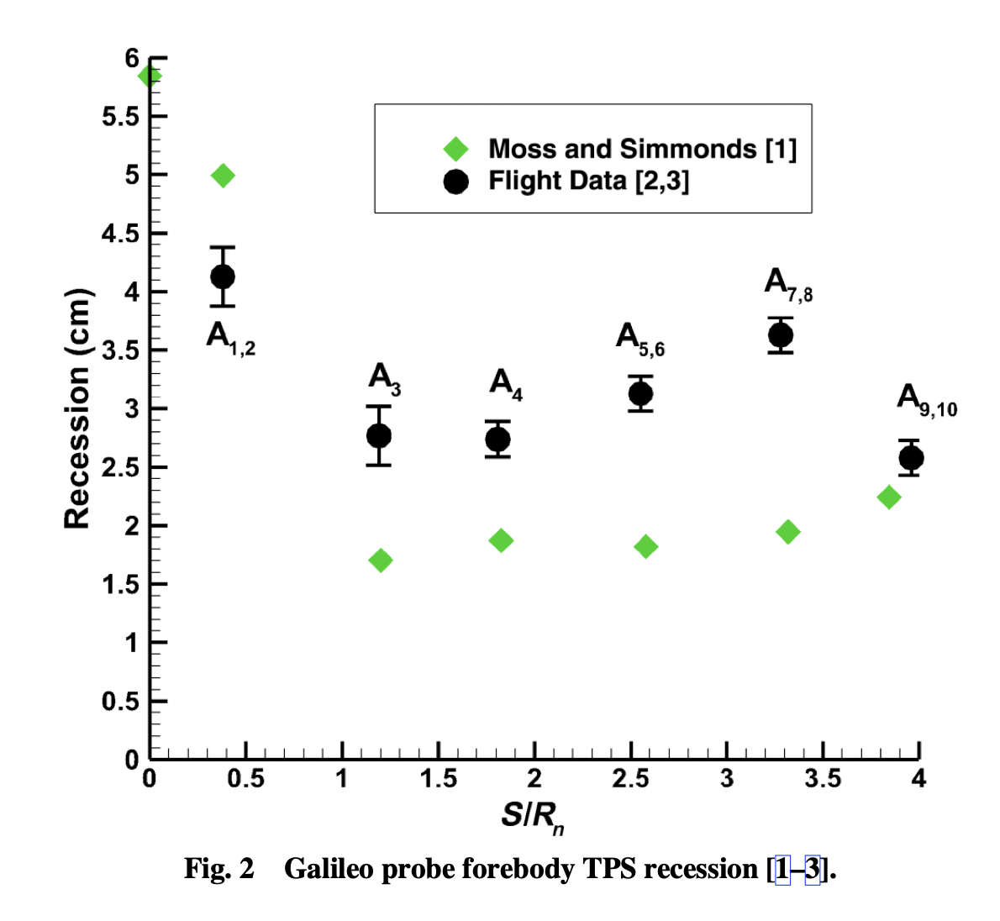 6
5.5
5
4.5
4
3.5
3
2.5
2
1.5
1
0.5
0
Recession (cm)
Moss and Simmonds [1]
Flight Data [2,3]
A1,2
A3
A4
A5,6
A7,8
A9,10
0 0.5 1 1.5 2 2.5 3 3.5 4
S/Rn
Fig. 2 Galileo probe forebody TPS recession [1–3].